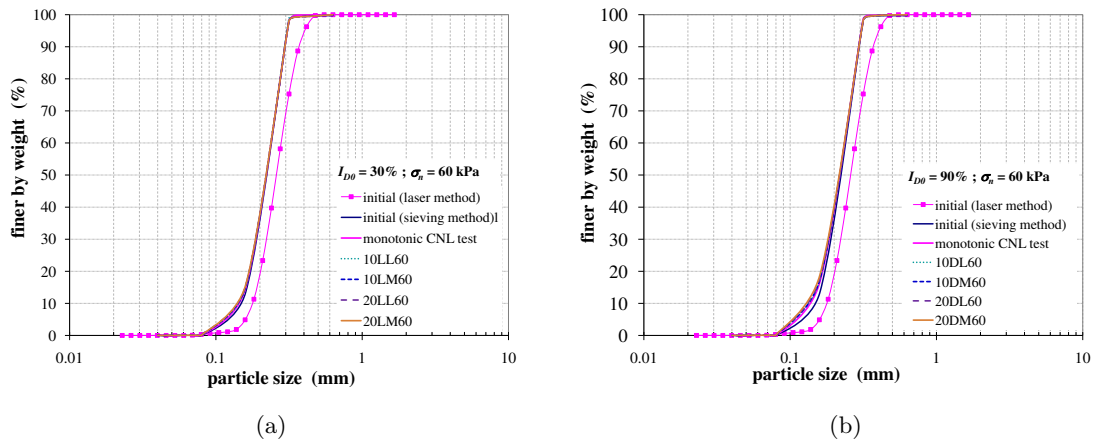 100
90
80
70
60
50
40
30
20
10
0
finer by weight (%)
I_D0 = 30% ; σ_n = 60 kPa
initial (laser method)
initial (sieving method)l
monotonic CNL test
10LL60
10LM60
20LL60
20LM60
0.01 0.1 1 10
particle size (mm)
(a)
100
90
80
70
60
50
40
30
20
10
0
finer by weight (%)
I_D0 = 90% ; σ_n = 60 kPa
initial (laser method)
initial (sieving method)
monotonic CNL test
10DL60
10DM60
20DL60
20DM60
0.01 0.1 1 10
particle size (mm)
(b)